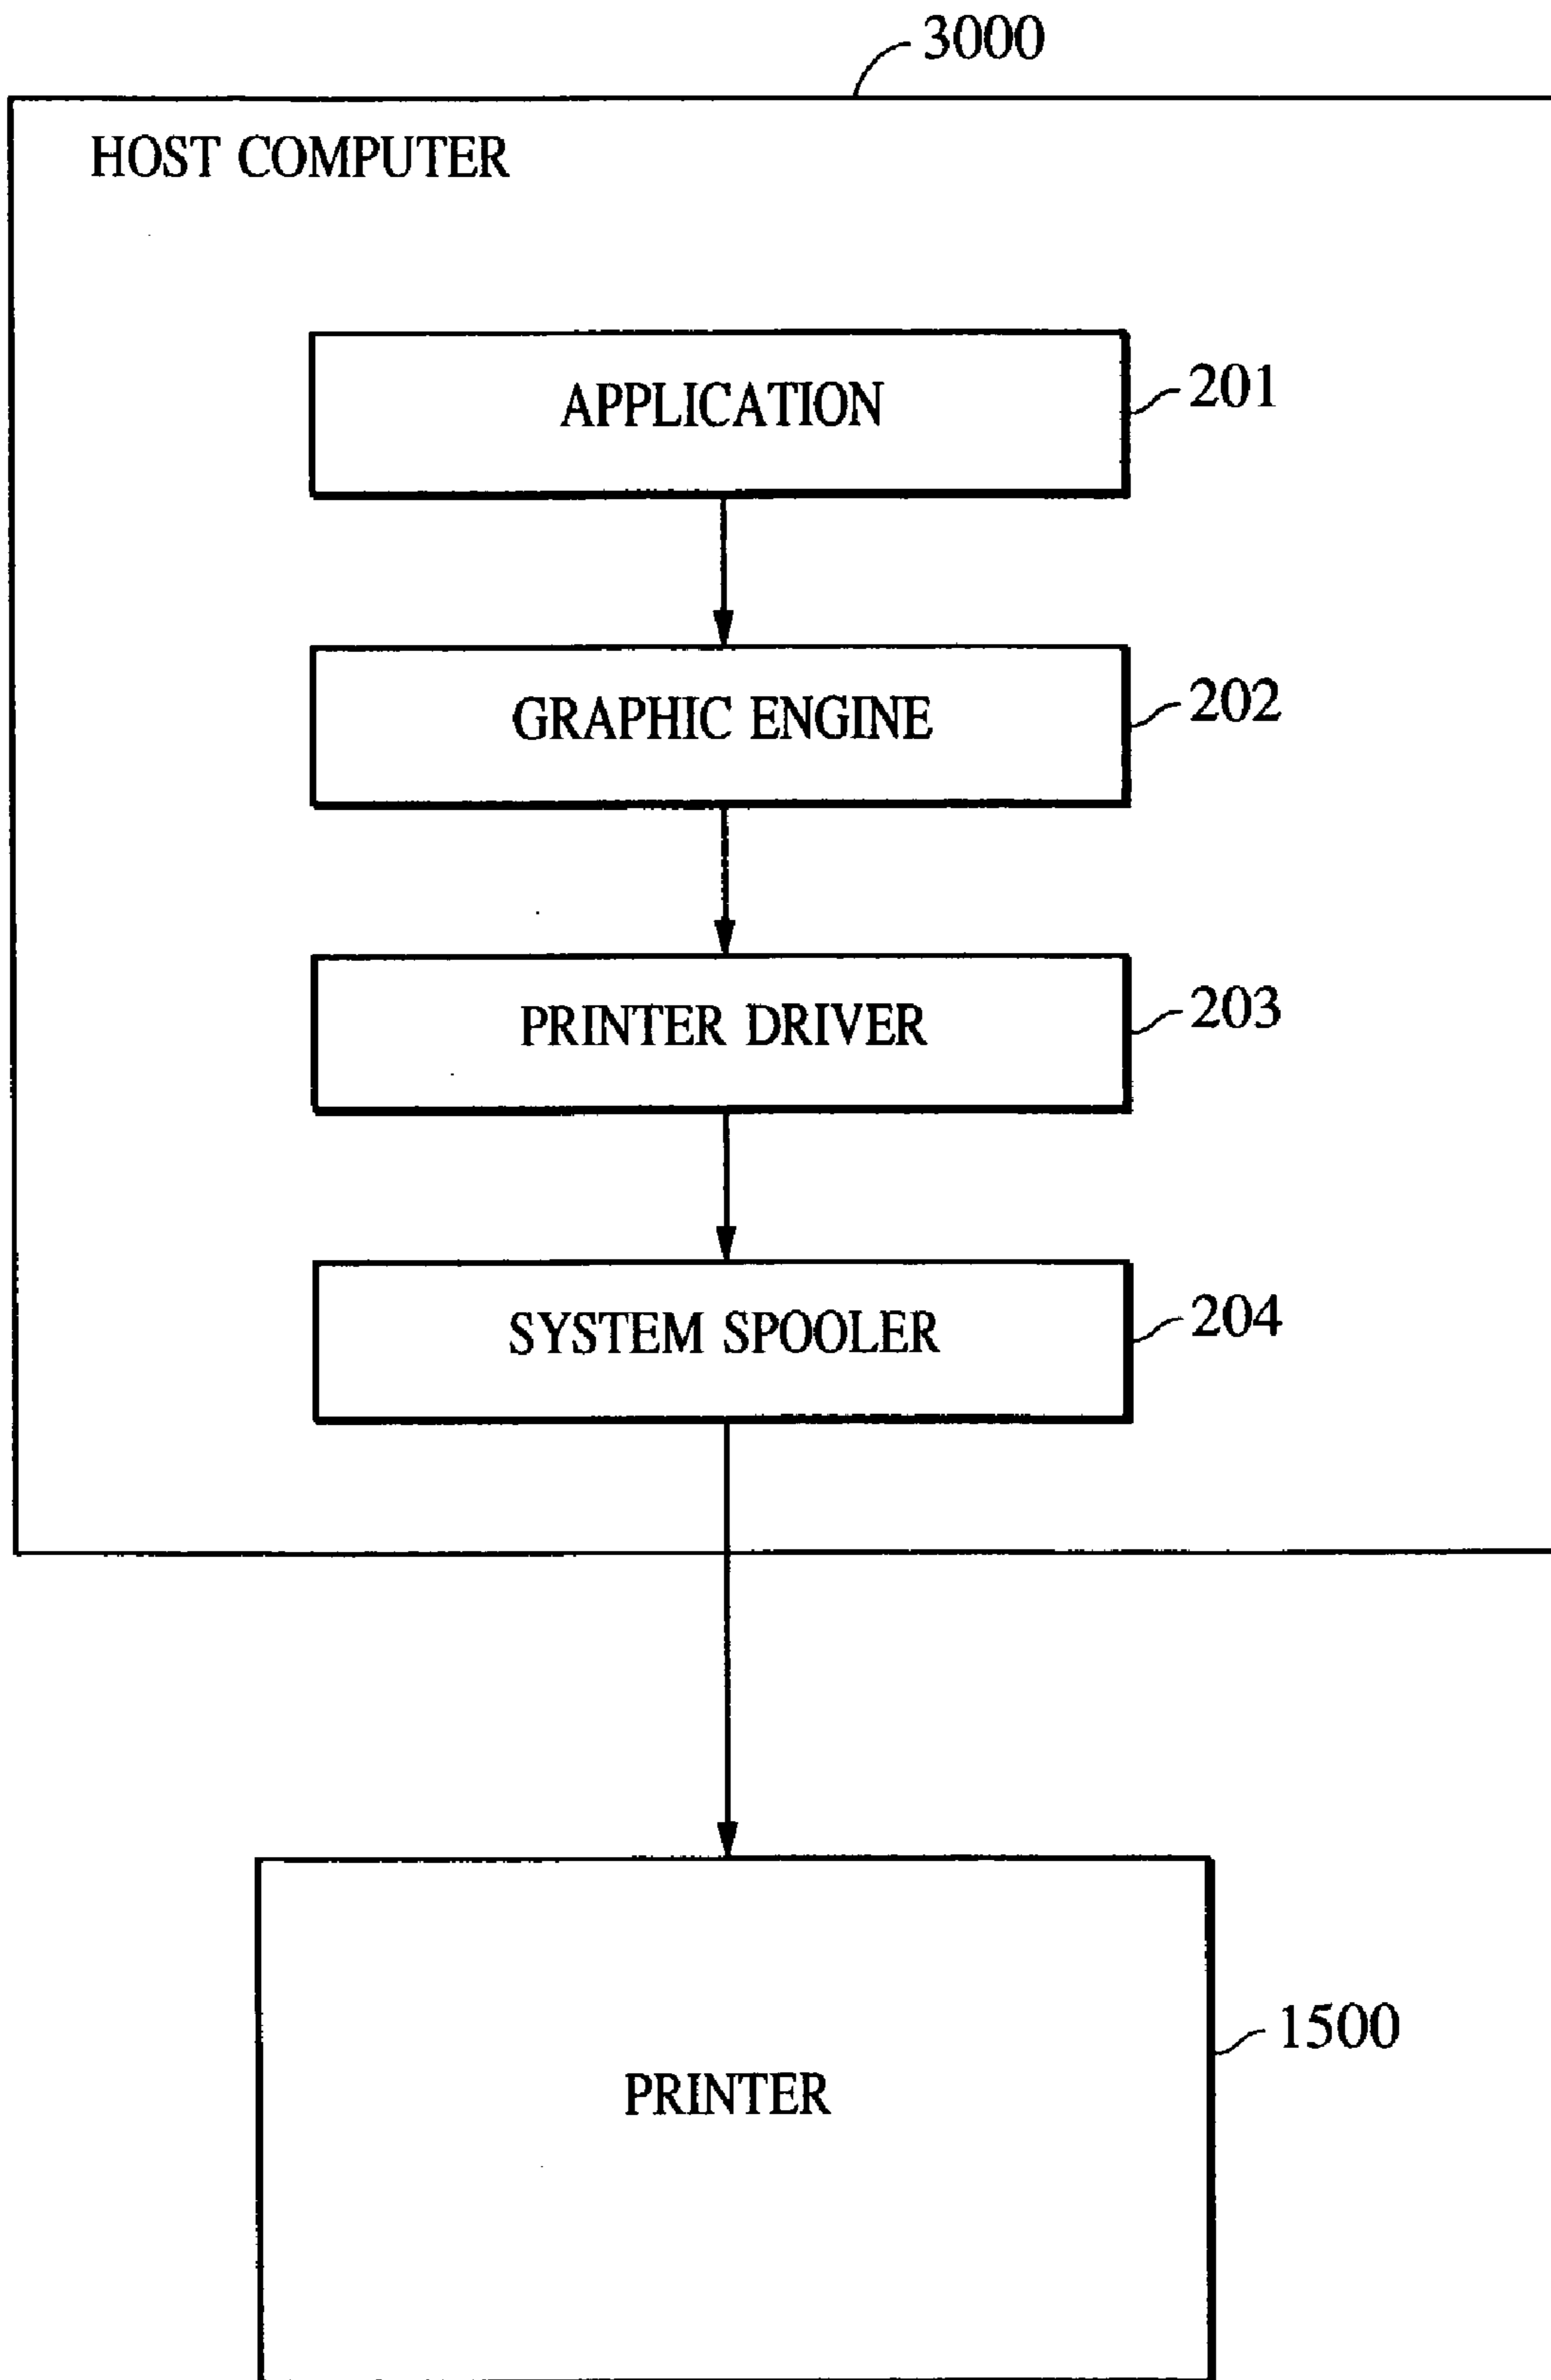 3000
HOST COMPUTER
APPLICATION
201
GRAPHIC ENGINE
202
PRINTER DRIVER
203
SYSTEM SPOOLER
204
1500
PRINTER